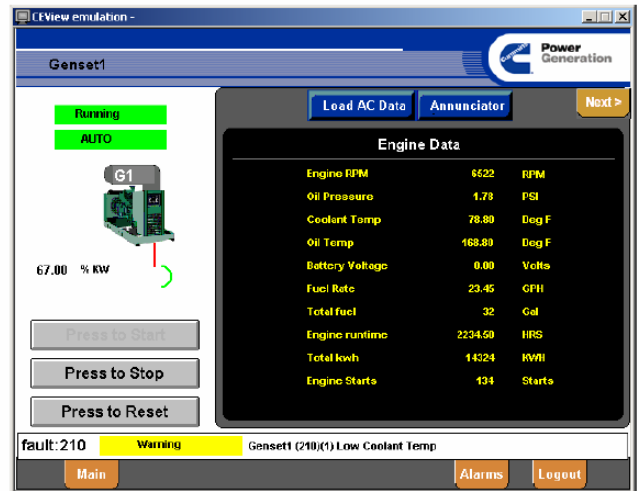 CEView emulation -
Genset1
Cummins
Power
Generation
Load AC Data Annunciator Next >
Running
AUTO
G1
67.00 % KW
Press to Start
Press to Stop
Press to Reset
Engine Data
Engine RPM 6522 RPM
Oil Pressure 1.78 PSI
Coolant Temp 78.80 Deg F
Oil Temp 168.80 Deg F
Battery Voltage 0.00 Volts
Fuel Rate 23.45 GPH
Total fuel 32 Gal
Engine runtime 2234.50 HRS
Total kwh 14324 KWH
Engine Starts 134 Starts
fault:210 Warning Genset1 (210)(1) Low Coolant Temp
Main Alarms Logout